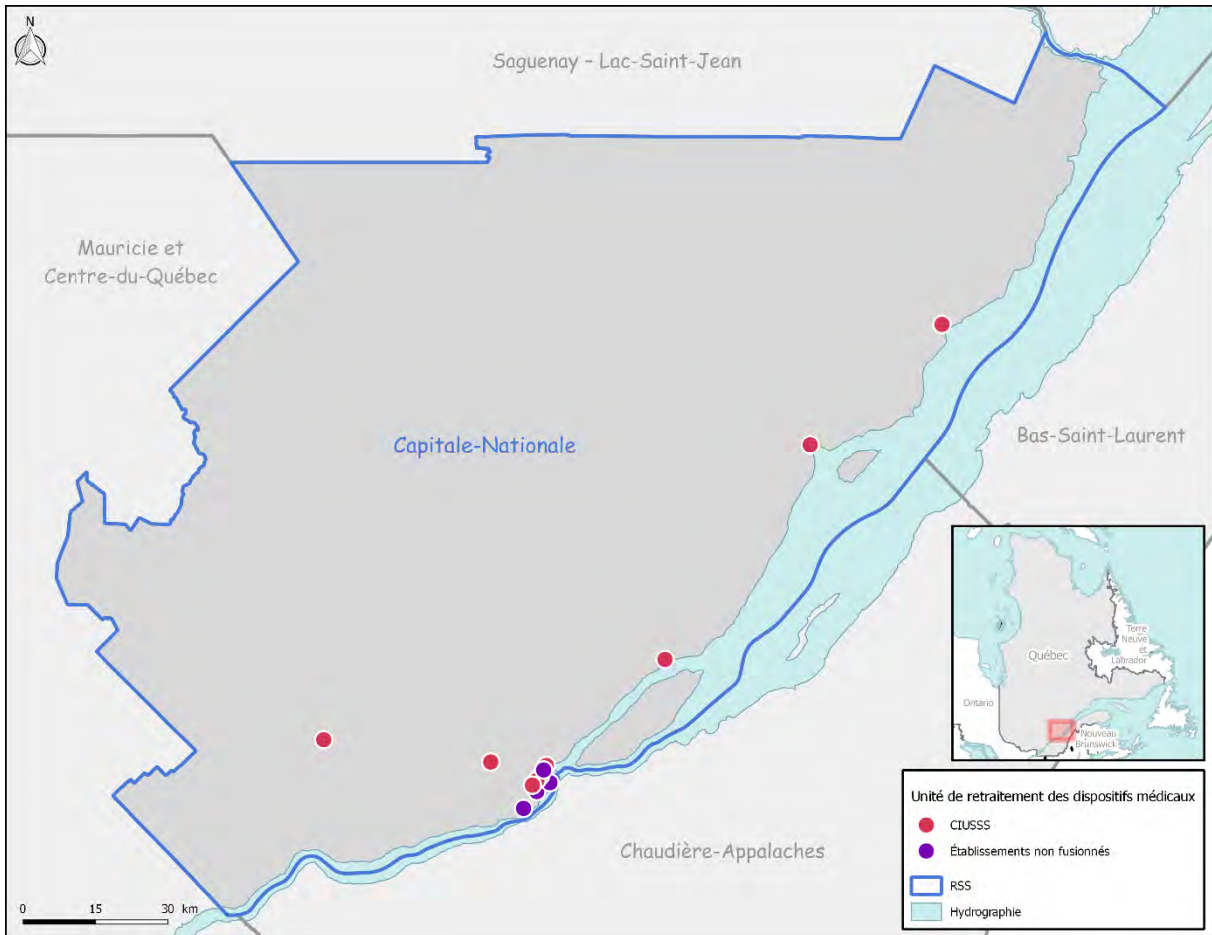 N
Saguenay – Lac-Saint-Jean
Mauricie et
Centre-du-Québec
Capitale-Nationale
Bas-Saint-Laurent
Chaudière-Appalaches
Terre
Neuve
et
Labrador
Québec
Ontario
Nouveau
Brunswick
Unité de retraitement des dispositifs médicaux
CIUSSS
Établissements non fusionnés
RSS
Hydrographie
0 15 30 km